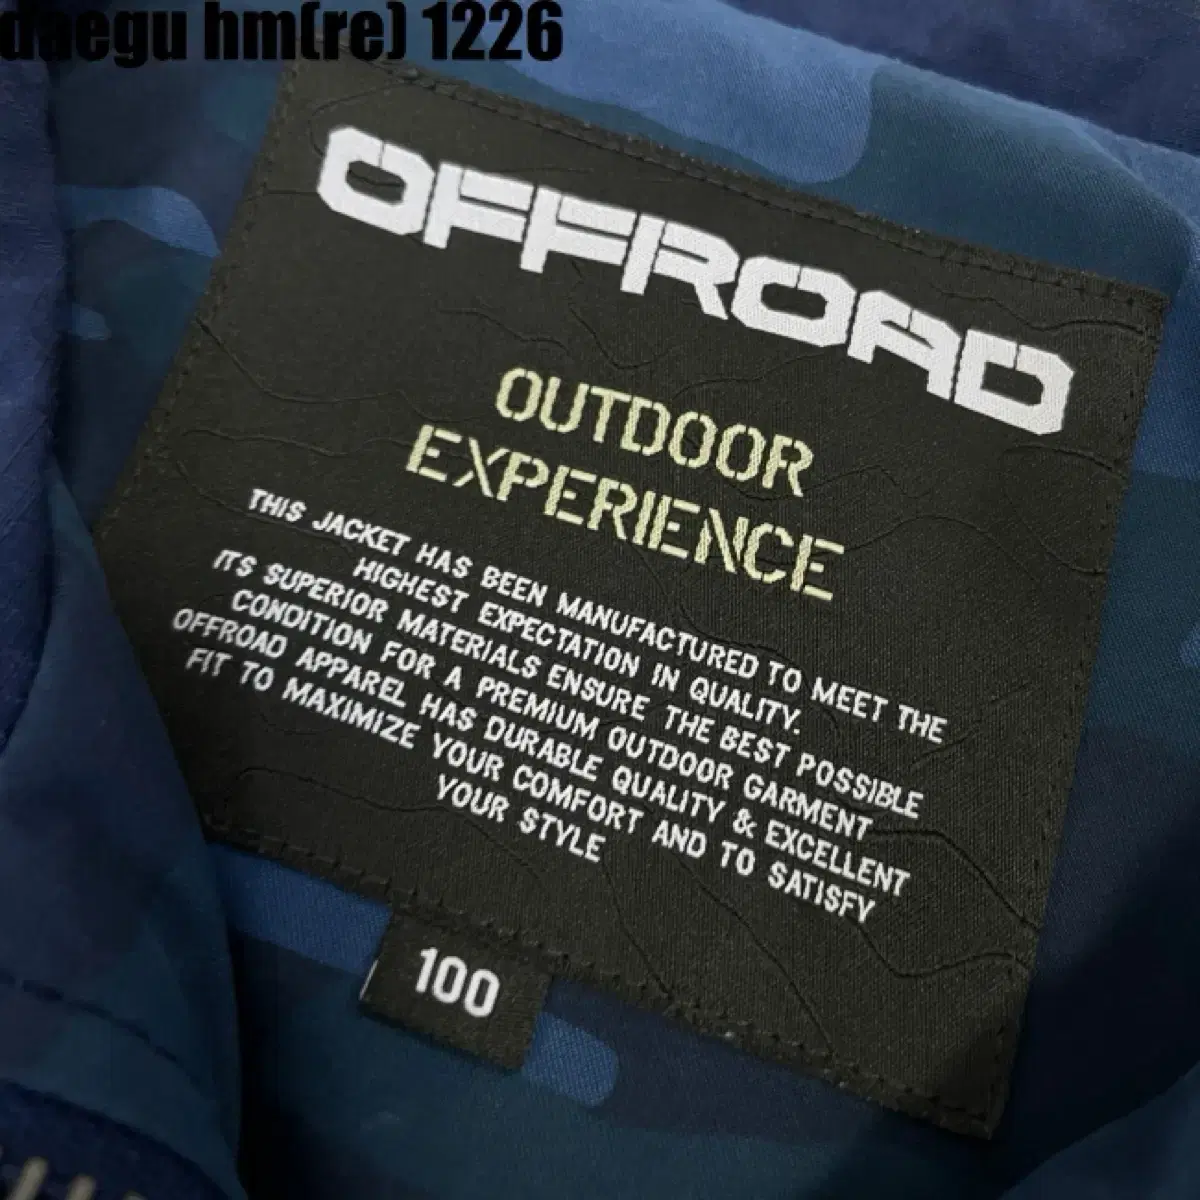 daegu hm(re) 1226
OFFROAD
OUTDOOR
EXPERIENCE
THIS JACKET HAS BEEN MANUFACTURED TO MEET THE
HIGHEST EXPECTATION IN QUALITY.
ITS SUPERIOR MATERIALS ENSURE THE BEST POSSIBLE
CONDITION FOR A PREMIUM OUTDOOR GARMENT
OFFROAD APPAREL HAS DURABLE QUALITY & EXCELLENT
FIT TO MAXIMIZE YOUR COMFORT AND TO SATISFY
YOUR STYLE
100